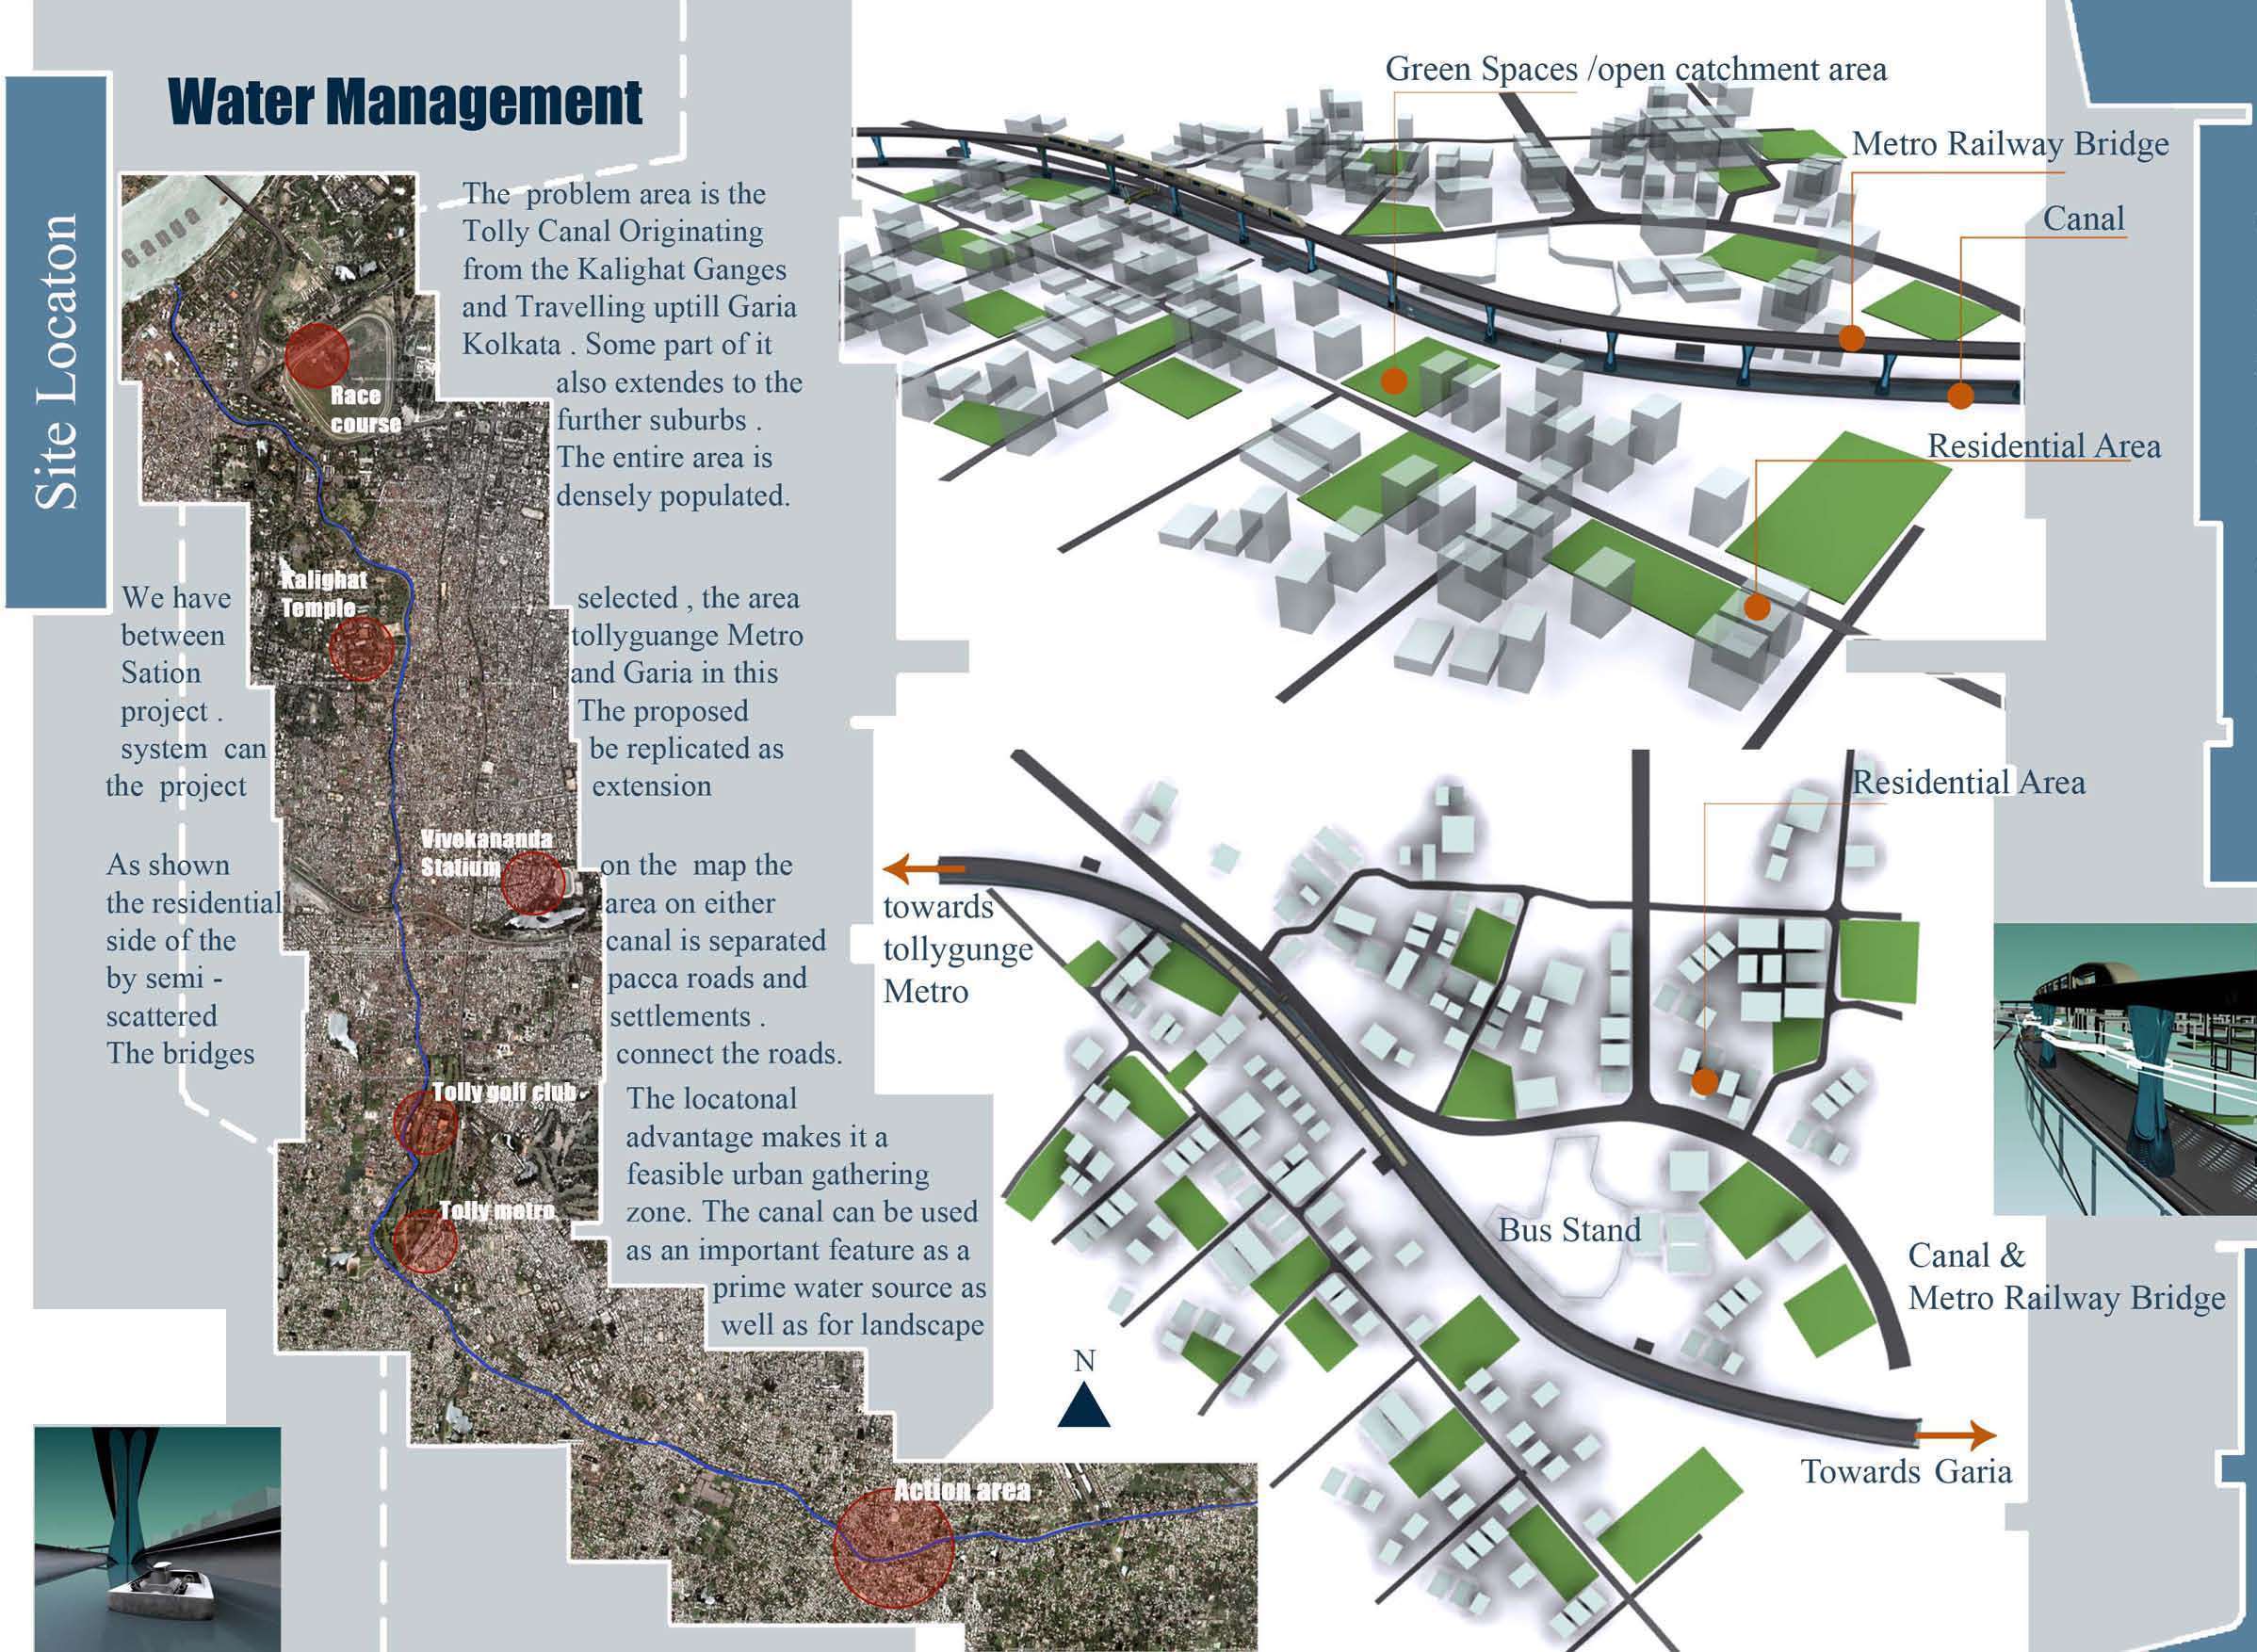 Water Management
Site Locaton
Ganga
The problem area is the
Tolly Canal Originating
from the Kalighat Ganges
and Travelling uptill Garia
Kolkata . Some part of it
also extendes to the
further suburbs .
The entire area is
densely populated.
Race
course
Kalighat
Temple
We have selected , the area
between tollyguange Metro
Sation and Garia in this
project . The proposed
system can be replicated as
the project extension
Vivekananda
Statium
As shown on the map the
the residential area on either
side of the canal is separated
by semi - pacca roads and
scattered settlements .
The bridges connect the roads.
Tolly golf club
The locatonal
advantage makes it a
feasible urban gathering
zone. The canal can be used
as an important feature as a
prime water source as
well as for landscape
Tolly metro
Action area
Green Spaces /open catchment area
Metro Railway Bridge
Canal
Residential Area
Residential Area
towards
tollygunge
Metro
Bus Stand
Canal &
Metro Railway Bridge
N
Towards Garia